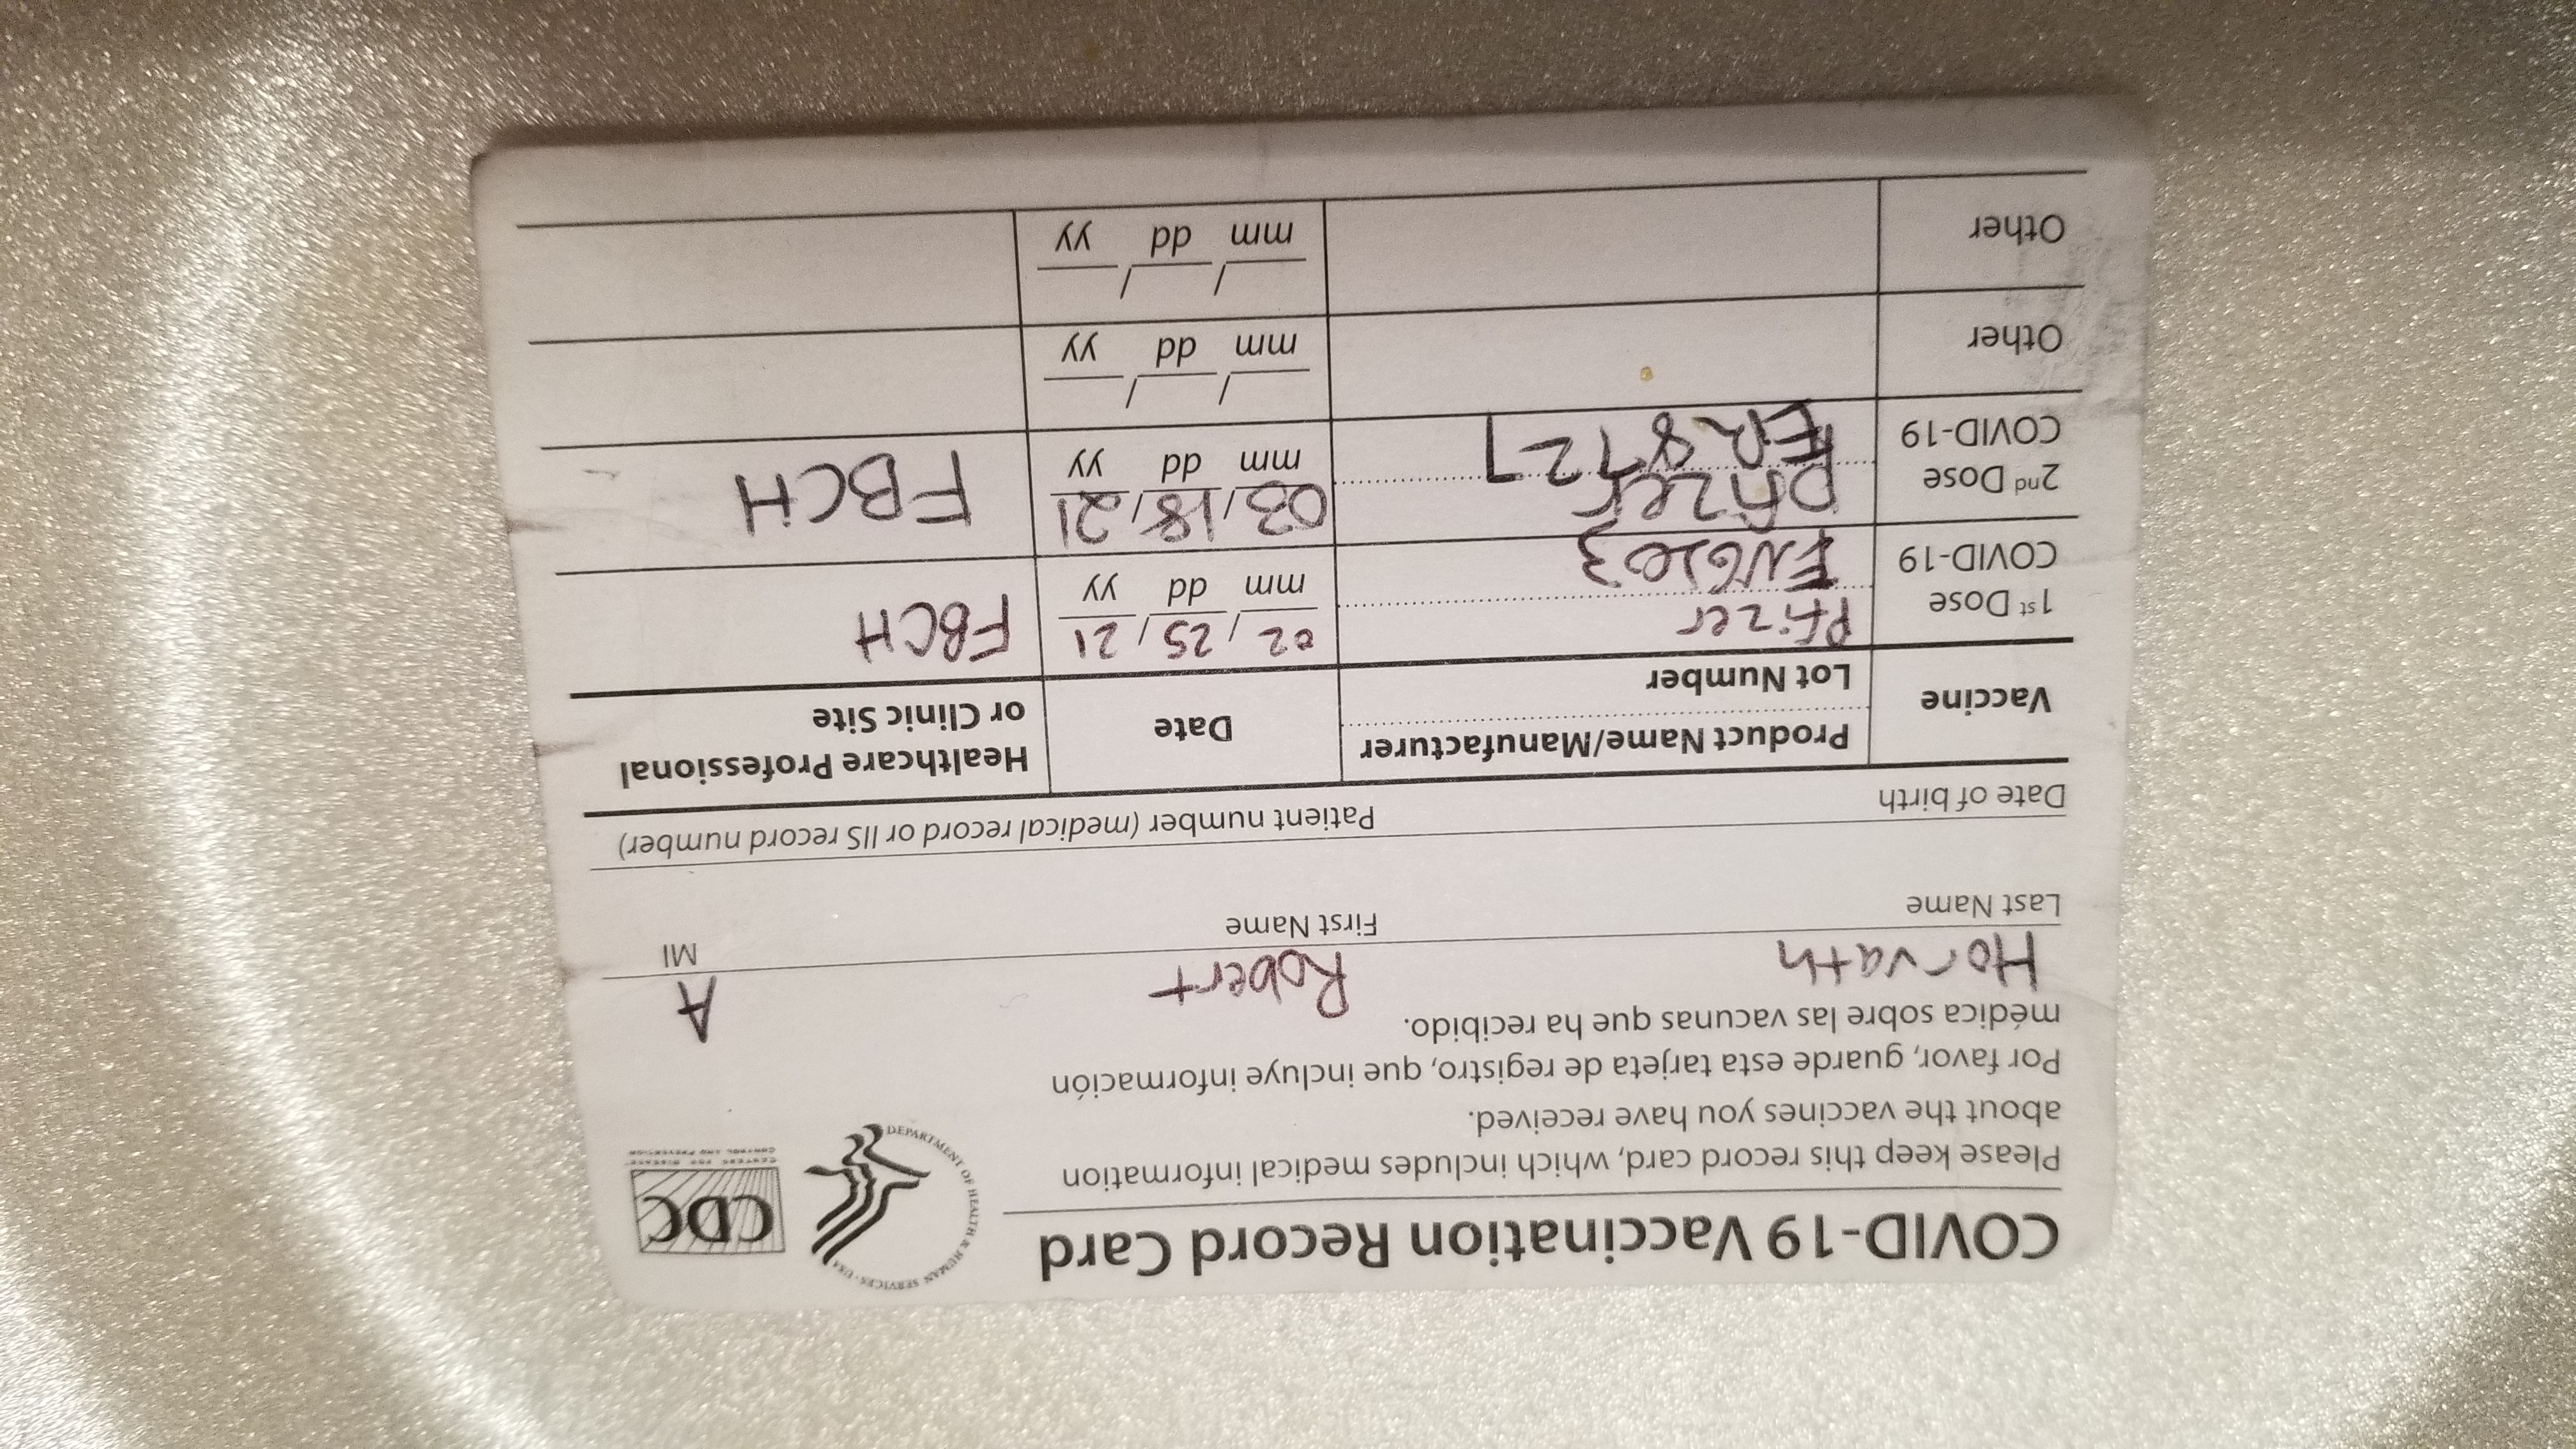 COVID-19 Vaccination Record Card
DEPARTMENT OF HEALTH & HUMAN SERVICES · USA
CDC
CENTERS FOR DISEASE
CONTROL AND PREVENTION
Please keep this record card, which includes medical information
about the vaccines you have received.
Por favor, guarde esta tarjeta de registro, que incluye información
médica sobre las vacunas que ha recibido.
Horvath Robert A
Last Name First Name MI
Date of birth Patient number (medical record or IIS record number)
Vaccine
Product Name/Manufacturer
Lot Number
Date
Healthcare Professional
or Clinic Site
1st Dose
COVID-19
Pfizer
02 / 25 / 21
mm dd yy
FBCH
2nd Dose
COVID-19
pfizer
ER8727
03 / 18 / 21
mm dd yy
FBCH
Other
/ /
mm dd yy
Other
/ /
mm dd yy